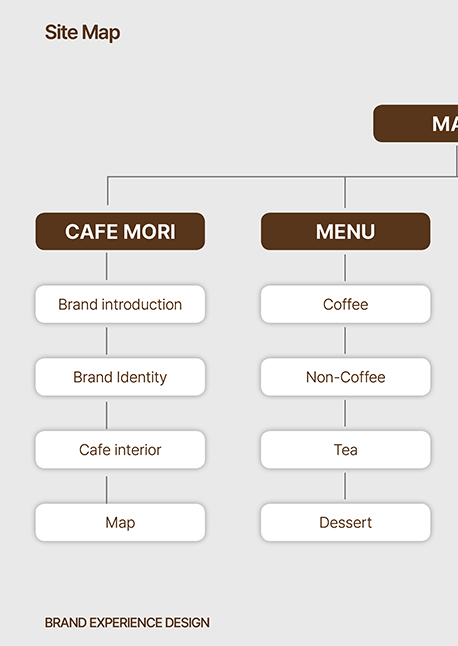 Site Map
CAFE MORI
MENU
Brand introduction
Coffee
Brand Identity
Non-Coffee
Cafe interior
Tea
Map
Dessert
BRAND EXPERIENCE DESIGN